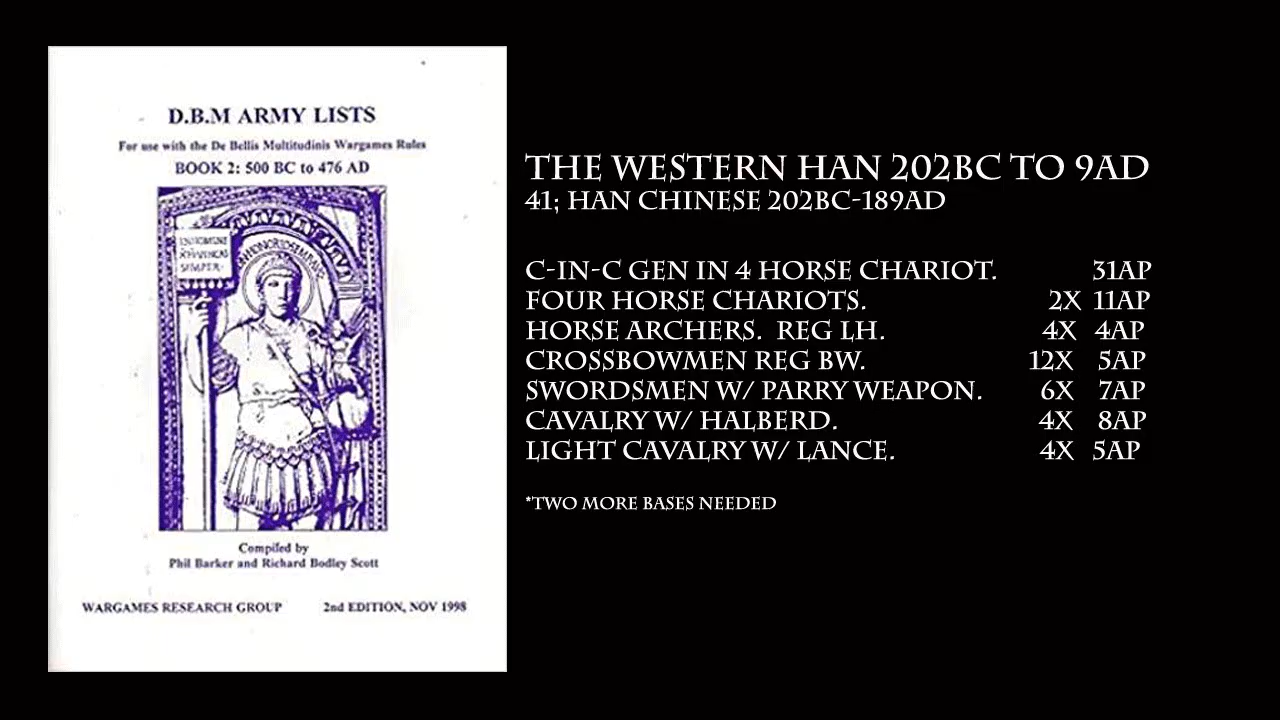 D.B.M ARMY LISTS
For use with the De Bellis Multitudinis Wargames Rules
BOOK 2: 500 BC to 476 AD
HONORIO SEMP
Compiled by
Phil Barker and Richard Bodley Scott
WARGAMES RESEARCH GROUP 2nd EDITION, NOV 1998
THE WESTERN HAN 202BC TO 9AD
41; HAN CHINESE 202BC-189AD
C-IN-C GEN IN 4 HORSE CHARIOT. 31AP
FOUR HORSE CHARIOTS. 2X 11AP
HORSE ARCHERS. REG LH. 4X 4AP
CROSSBOWMEN REG BW. 12X 5AP
SWORDSMEN W/ PARRY WEAPON. 6X 7AP
CAVALRY W/ HALBERD. 4X 8AP
LIGHT CAVALRY W/ LANCE. 4X 5AP
*TWO MORE BASES NEEDED